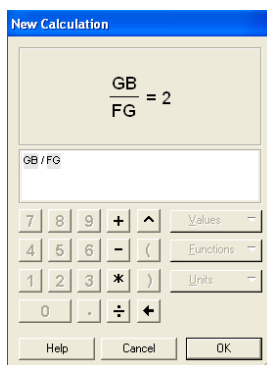 New Calculation
GB
FG
= 2
GB / FG
7 8 9 + ^ Values
4 5 6 - ( Functions
1 2 3 * ) Units
0 . ÷ ←
Help Cancel OK